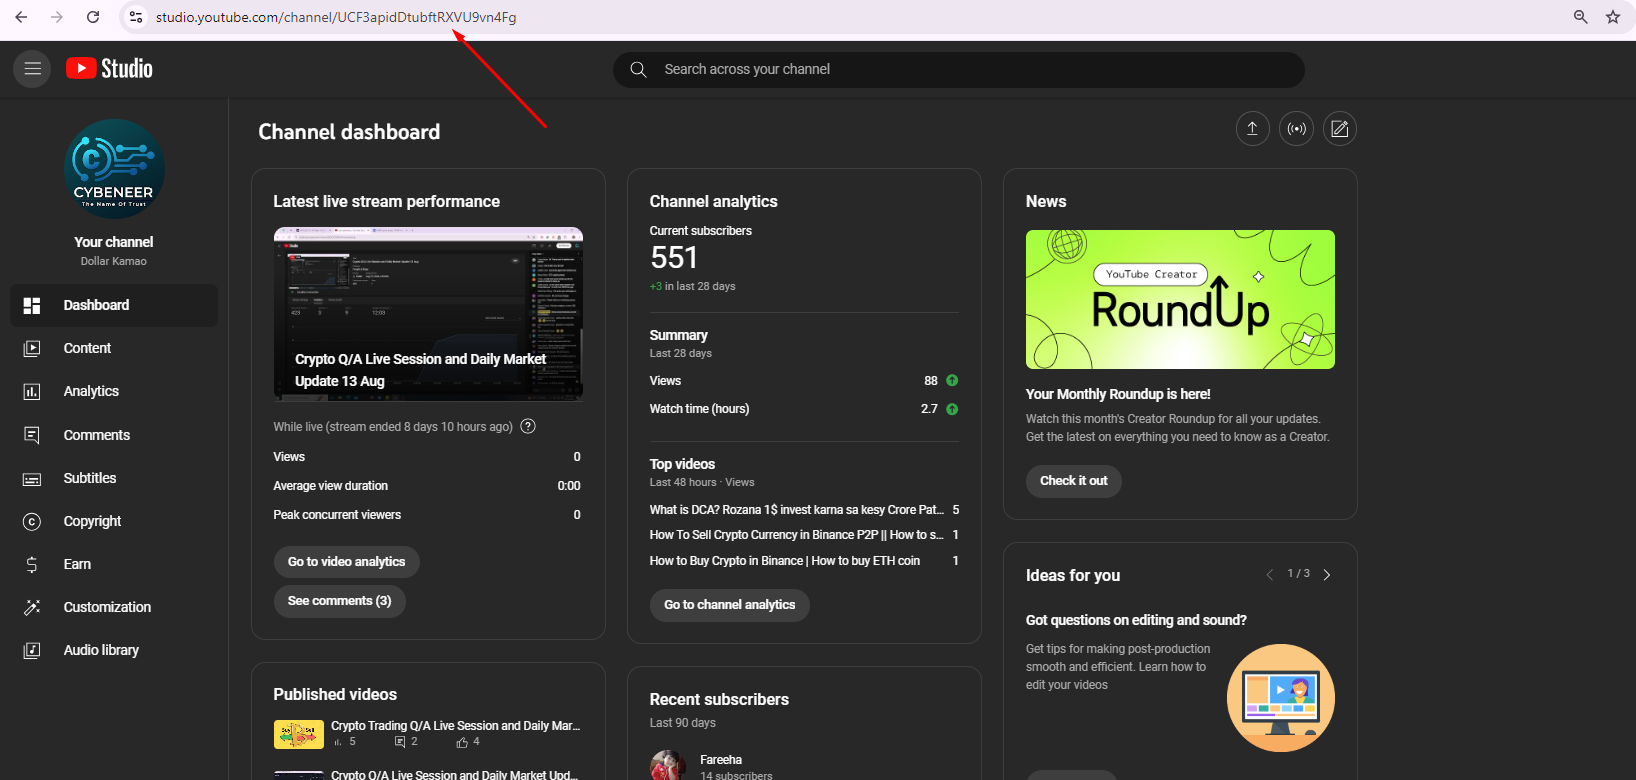 studio.youtube.com/channel/UCF3apidDtubftRXVU9vn4Fg
Studio
Search across your channel
CYBENEER
The Name Of Trust
Your channel
Dollar Kamao
Dashboard
Content
Analytics
Comments
Subtitles
Copyright
Earn
Customization
Audio library
Channel dashboard
Latest live stream performance
Crypto Q/A Live Session and Daily Market
Update 13 Aug
While live (stream ended 8 days 10 hours ago)
Views 0
Average view duration 0:00
Peak concurrent viewers 0
Go to video analytics
See comments (3)
Published videos
Crypto Trading Q/A Live Session and Daily Mar...
5 2 4
Crypto Q/A Live Session and Daily Market Upd...
Channel analytics
Current subscribers
551
+3 in last 28 days
Summary
Last 28 days
Views 88
Watch time (hours) 2.7
Top videos
Last 48 hours · Views
What is DCA? Rozana 1$ invest karna sa kesy Crore Pat... 5
How To Sell Crypto Currency in Binance P2P || How to s... 1
How to Buy Crypto in Binance | How to buy ETH coin 1
Go to channel analytics
Recent subscribers
Last 90 days
Fareeha
14 subscribers
News
YouTube Creator
RoundUp
Your Monthly Roundup is here!
Watch this month's Creator Roundup for all your updates.
Get the latest on everything you need to know as a Creator.
Check it out
Ideas for you
1 / 3
Got questions on editing and sound?
Get tips for making post-production
smooth and efficient. Learn how to
edit your videos